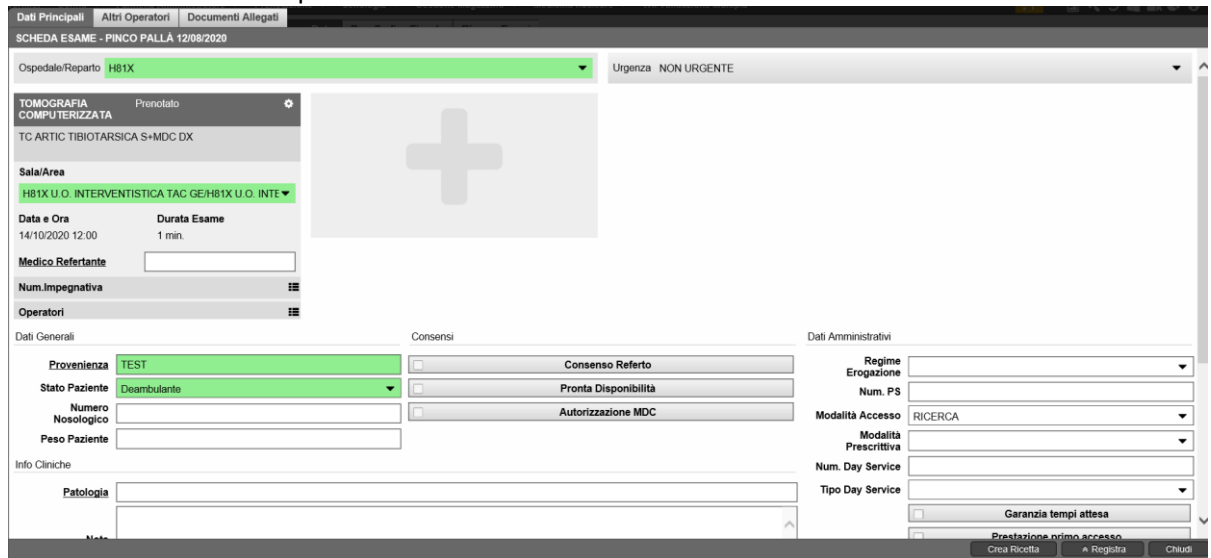 Dati Principali Altri Operatori Documenti Allegati
SCHEDA ESAME - PINCO PALLÀ 12/08/2020
Ospedale/Reparto H81X
Urgenza NON URGENTE
TOMOGRAFIA COMPUTERIZZATA Prenotato
TC ARTIC TIBIOTARSICA S+MDC DX
Sala/Area
H81X U.O. INTERVENTISTICA TAC GE/H81X U.O. INTE
Data e Ora Durata Esame
14/10/2020 12:00 1 min.
Medico Refertante
Num.Impegnativa
Operatori
Dati Generali
Provenienza TEST
Stato Paziente Deambulante
Numero
Nosologico
Peso Paziente
Consensi
Consenso Referto
Pronta Disponibilità
Autorizzazione MDC
Dati Amministrativi
Regime
Erogazione
Num. PS
Modalità Accesso RICERCA
Modalità
Prescrittiva
Num. Day Service
Tipo Day Service
Garanzia tempi attesa
Prestazione primo accesso
Info Cliniche
Patologia
Note
Crea Ricetta Registra Chiudi